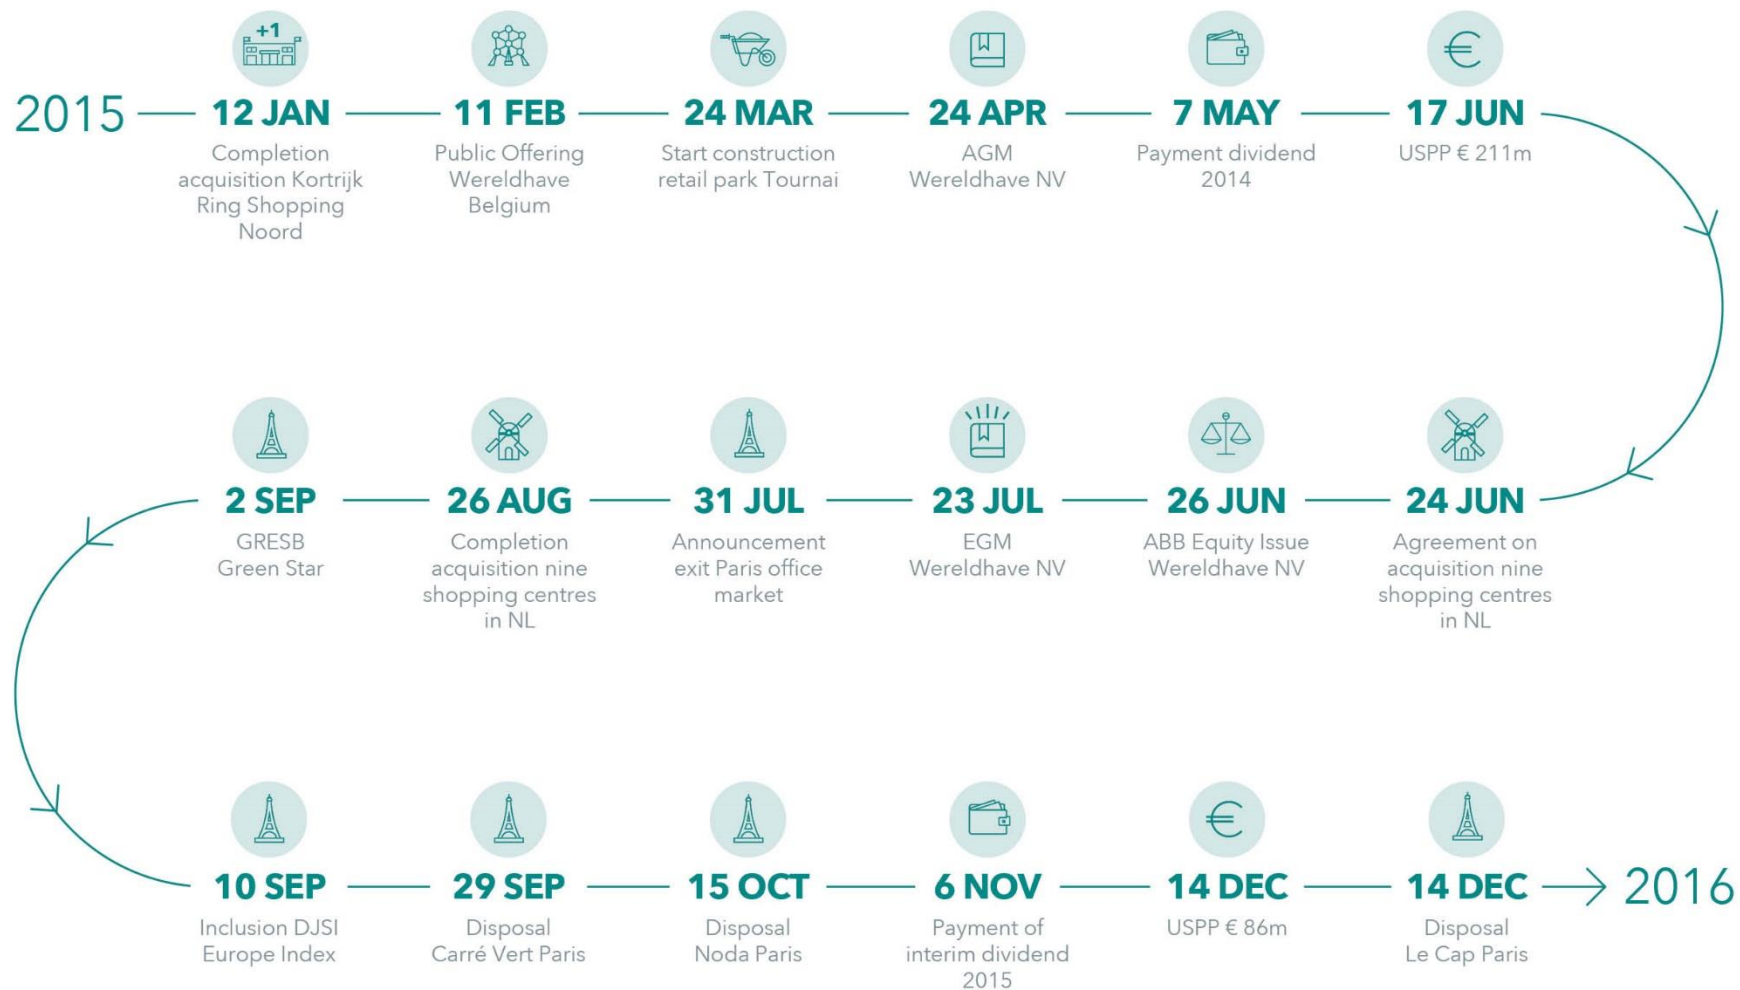 +1
2015
12 JAN
Completion
acquisition Kortrijk
Ring Shopping
Noord
11 FEB
Public Offering
Wereldhave
Belgium
24 MAR
Start construction
retail park Tournai
24 APR
AGM
Wereldhave NV
7 MAY
Payment dividend
2014
17 JUN
USPP € 211m
24 JUN
Agreement on
acquisition nine
shopping centres
in NL
26 JUN
ABB Equity Issue
Wereldhave NV
23 JUL
EGM
Wereldhave NV
31 JUL
Announcement
exit Paris office
market
26 AUG
Completion
acquisition nine
shopping centres
in NL
2 SEP
GRESB
Green Star
10 SEP
Inclusion DJSI
Europe Index
29 SEP
Disposal
Carré Vert Paris
15 OCT
Disposal
Noda Paris
6 NOV
Payment of
interim dividend
2015
14 DEC
USPP € 86m
14 DEC
Disposal
Le Cap Paris
2016